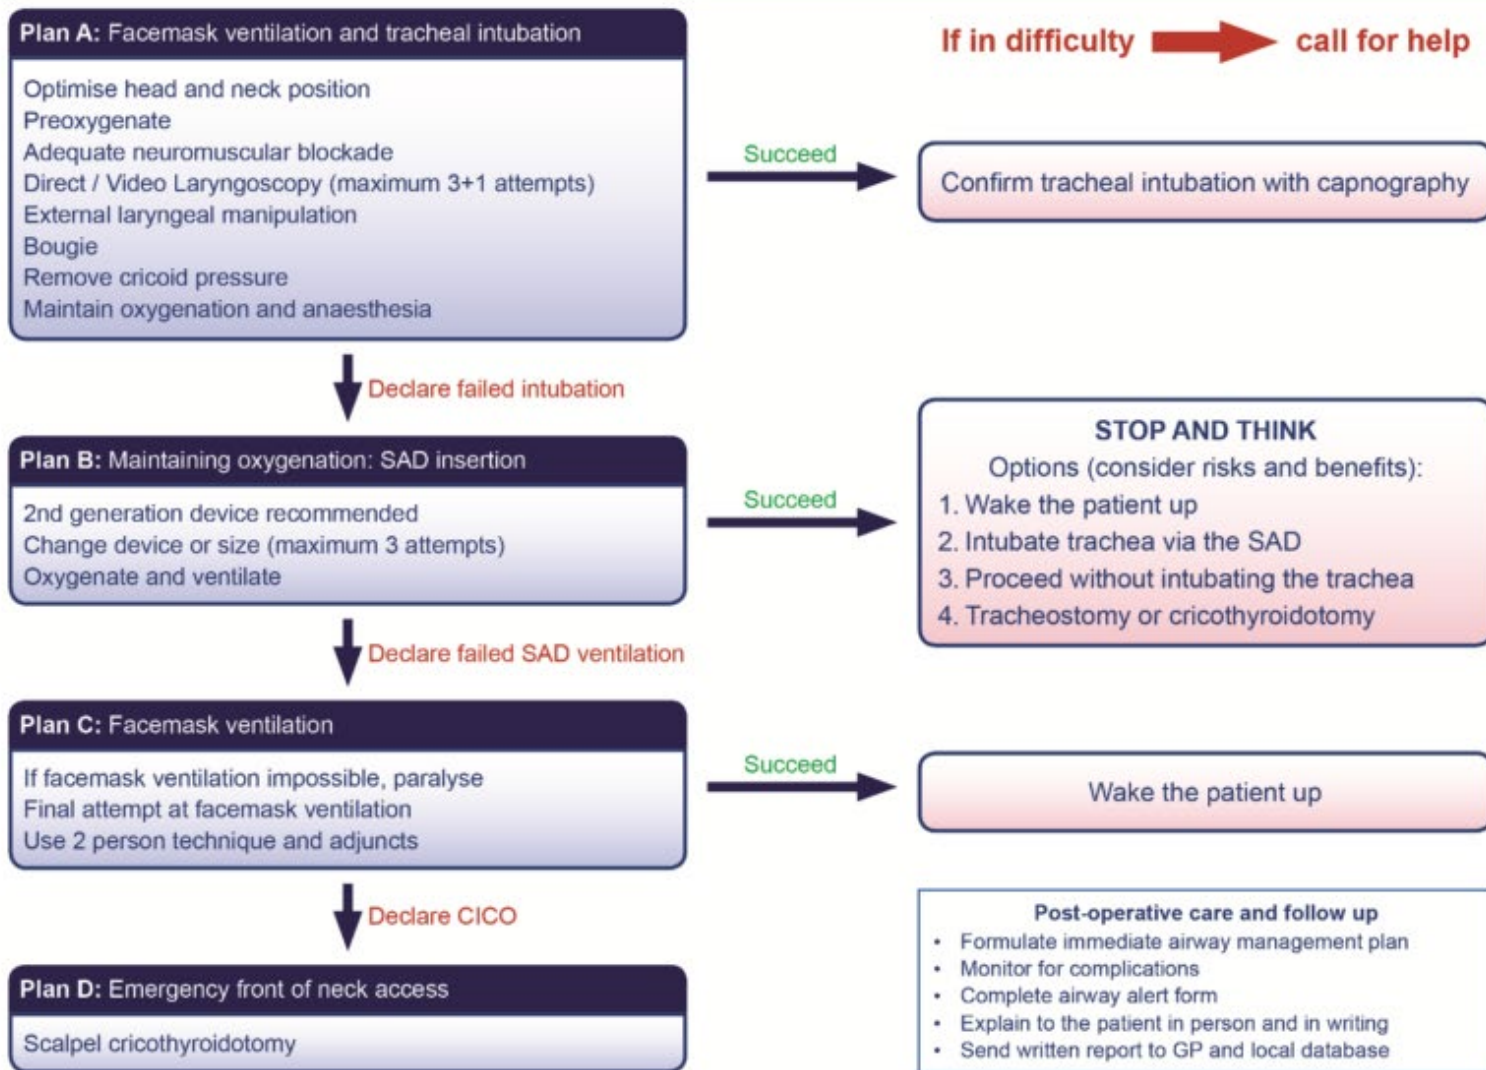 Plan A: Facemask ventilation and tracheal intubation
Optimise head and neck position
Preoxygenate
Adequate neuromuscular blockade
Direct / Video Laryngoscopy (maximum 3+1 attempts)
External laryngeal manipulation
Bougie
Remove cricoid pressure
Maintain oxygenation and anaesthesia
If in difficulty call for help
Succeed
Confirm tracheal intubation with capnography
Declare failed intubation
Plan B: Maintaining oxygenation: SAD insertion
2nd generation device recommended
Change device or size (maximum 3 attempts)
Oxygenate and ventilate
Succeed
STOP AND THINK
Options (consider risks and benefits):
1. Wake the patient up
2. Intubate trachea via the SAD
3. Proceed without intubating the trachea
4. Tracheostomy or cricothyroidotomy
Declare failed SAD ventilation
Plan C: Facemask ventilation
If facemask ventilation impossible, paralyse
Final attempt at facemask ventilation
Use 2 person technique and adjuncts
Succeed
Wake the patient up
Declare CICO
Plan D: Emergency front of neck access
Scalpel cricothyroidotomy
Post-operative care and follow up
• Formulate immediate airway management plan
• Monitor for complications
• Complete airway alert form
• Explain to the patient in person and in writing
• Send written report to GP and local database